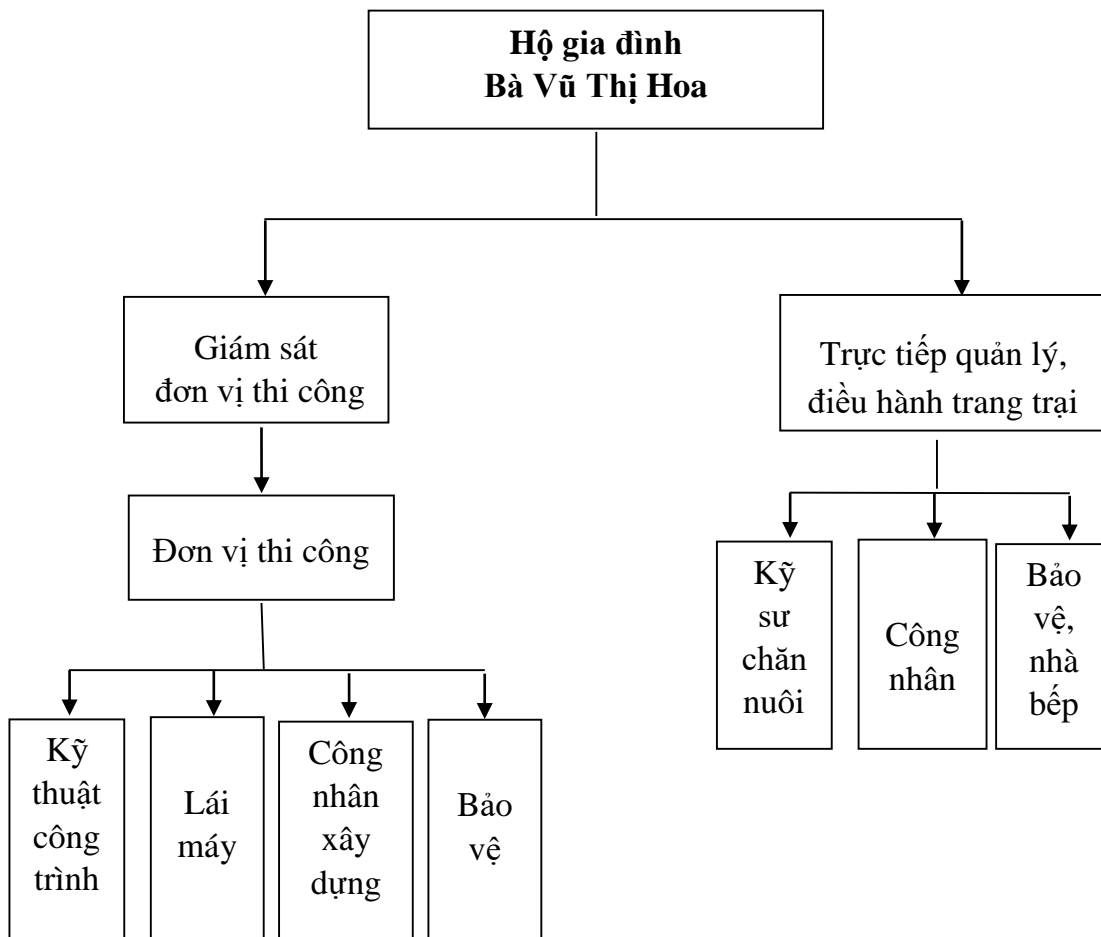 Hộ gia đình
Bà Vũ Thị Hoa
Giám sát
đơn vị thi công
Trực tiếp quản lý,
điều hành trang trại
Đơn vị thi công
Kỹ
sư
chăn
nuôi
Công
nhân
Bảo
vệ,
nhà
bếp
Kỹ
thuật
công
trình
Lái
máy
Công
nhân
xây
dựng
Bảo
vệ